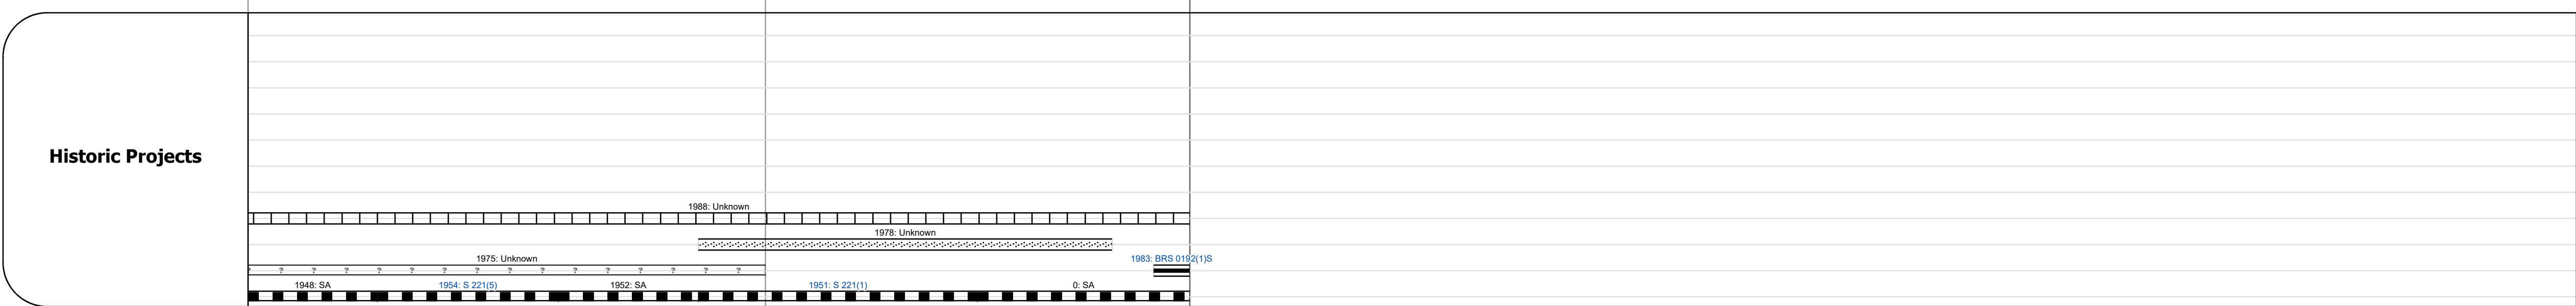 Historic Projects
1988: Unknown
1978: Unknown
1975: Unknown
1983: BRS 0192(1)S
? ? ? ? ? ? ? ? ? ? ? ? ? ? ? ?
1948: SA 1954: S 221(5) 1952: SA 1951: S 221(1) 0: SA